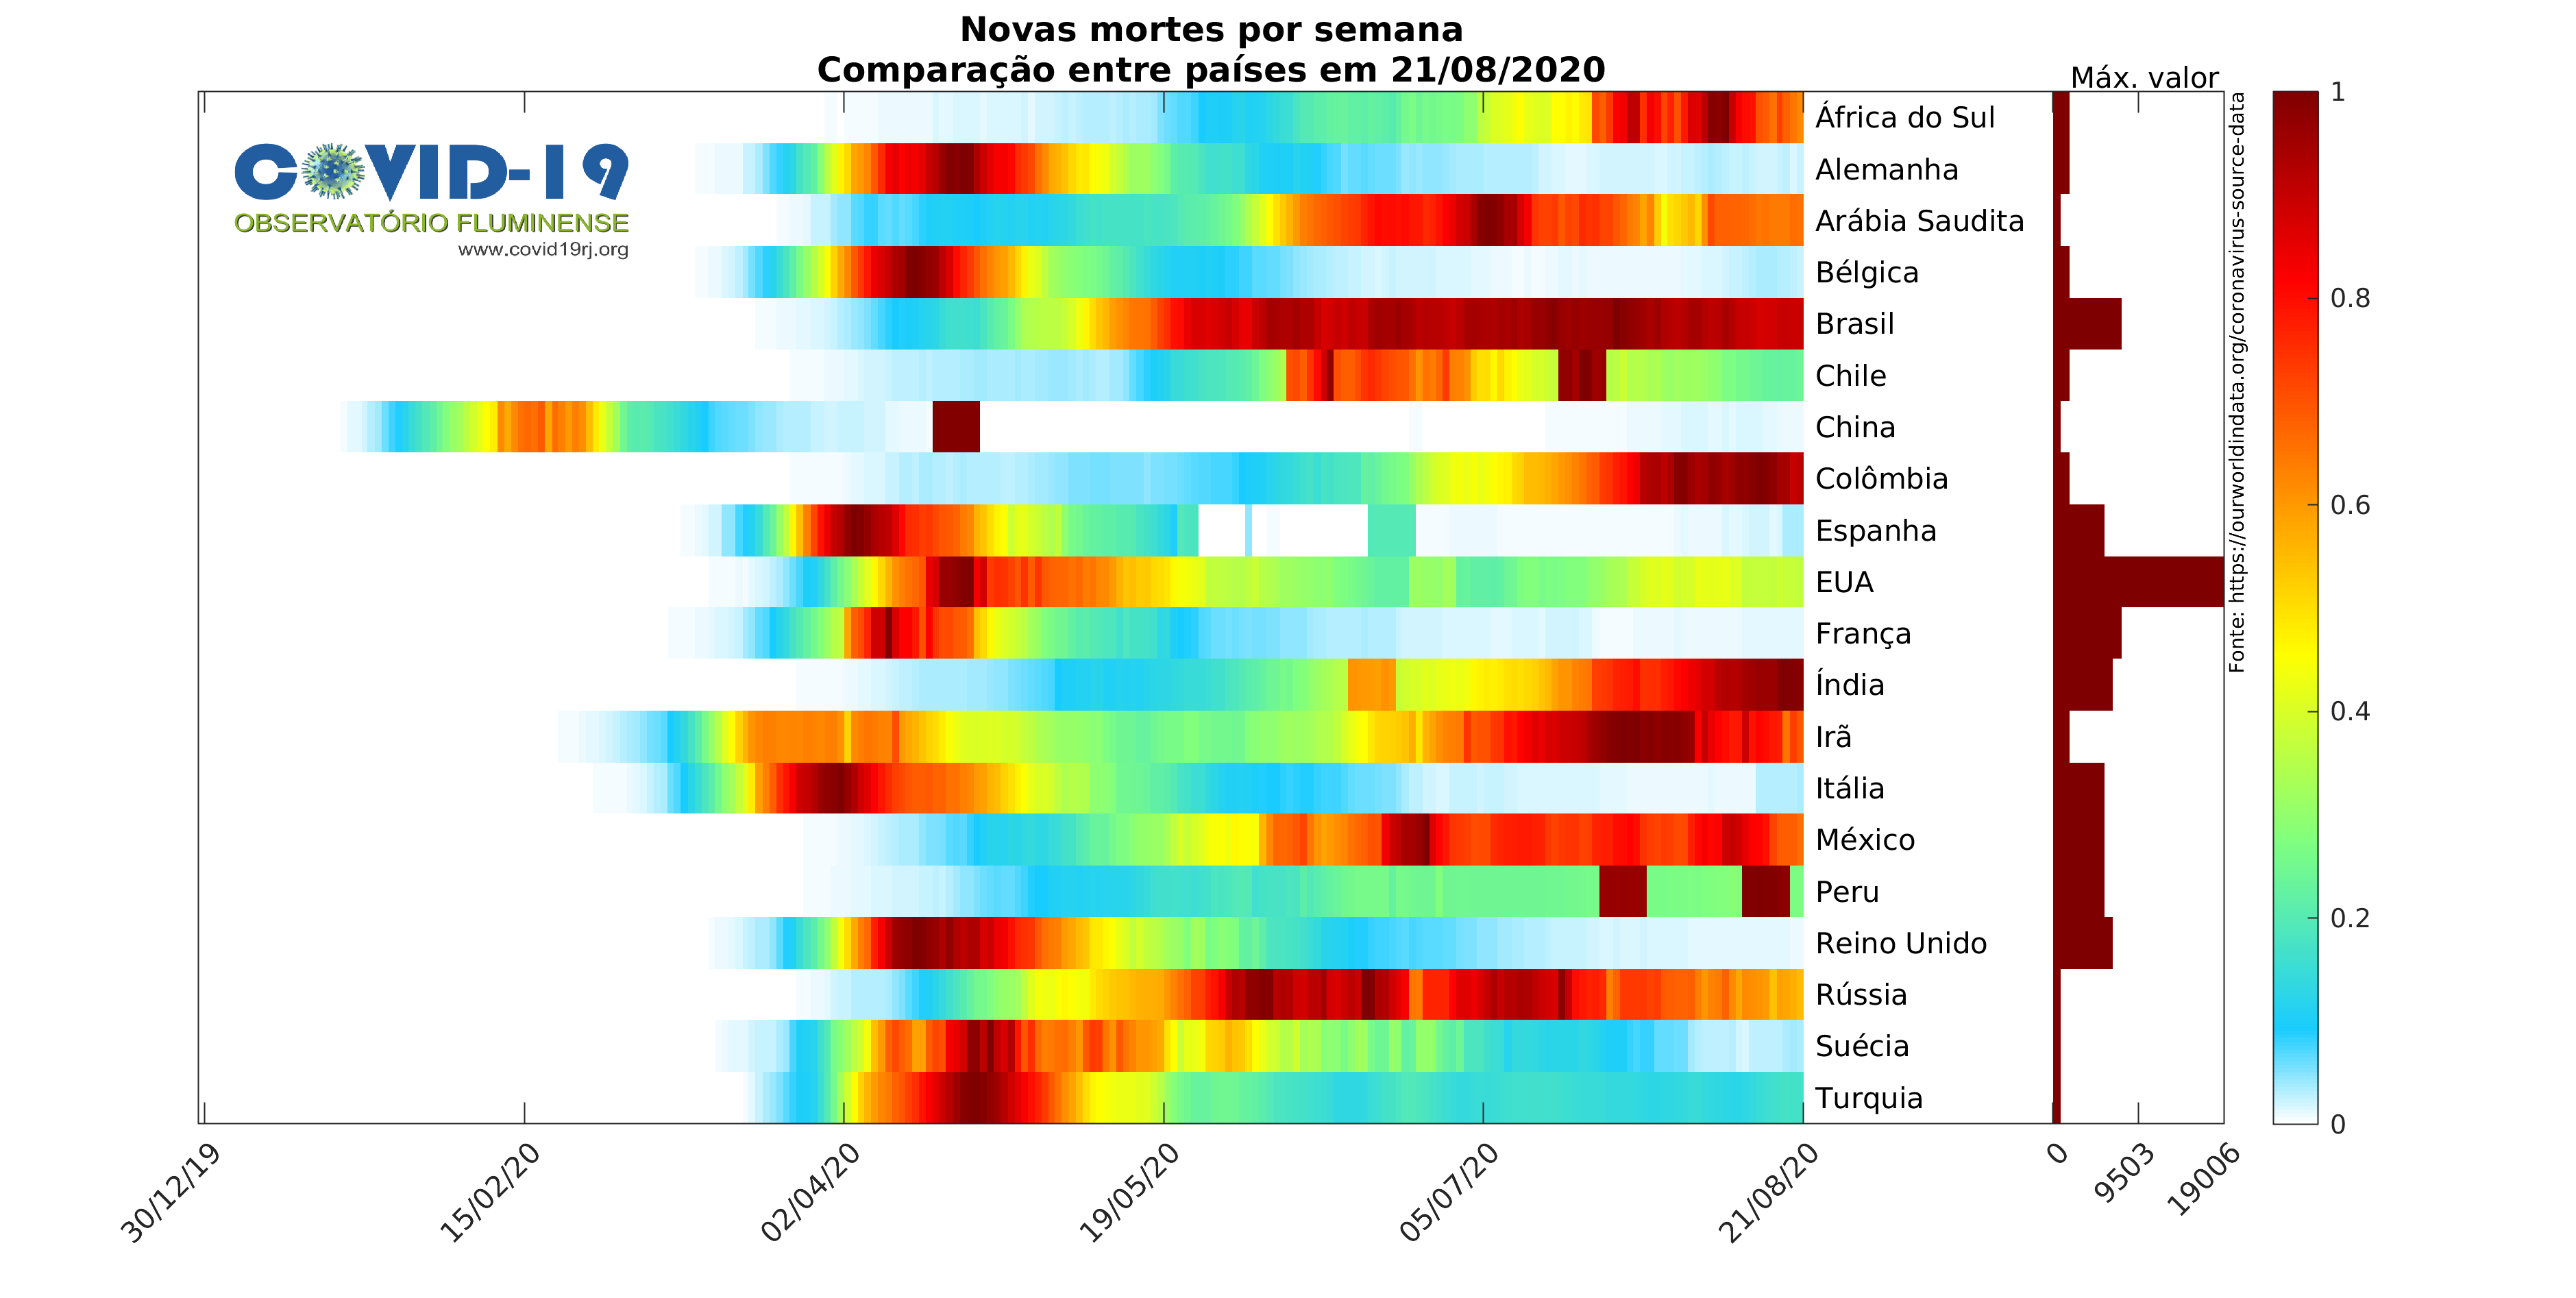 Novas mortes por semana
Comparação entre países em 21/08/2020
Máx. valor
COVID-19
OBSERVATÓRIO FLUMINENSE
www.covid19rj.org
África do Sul
Alemanha
Arábia Saudita
Bélgica
Brasil
Chile
China
Colômbia
Espanha
EUA
França
Índia
Irã
Itália
México
Peru
Reino Unido
Rússia
Suécia
Turquia
Fonte: https://ourworldindata.org/coronavirus-source-data
1
0.8
0.6
0.4
0.2
0
30/12/19
15/02/20
02/04/20
19/05/20
05/07/20
21/08/20
0
9503
19006